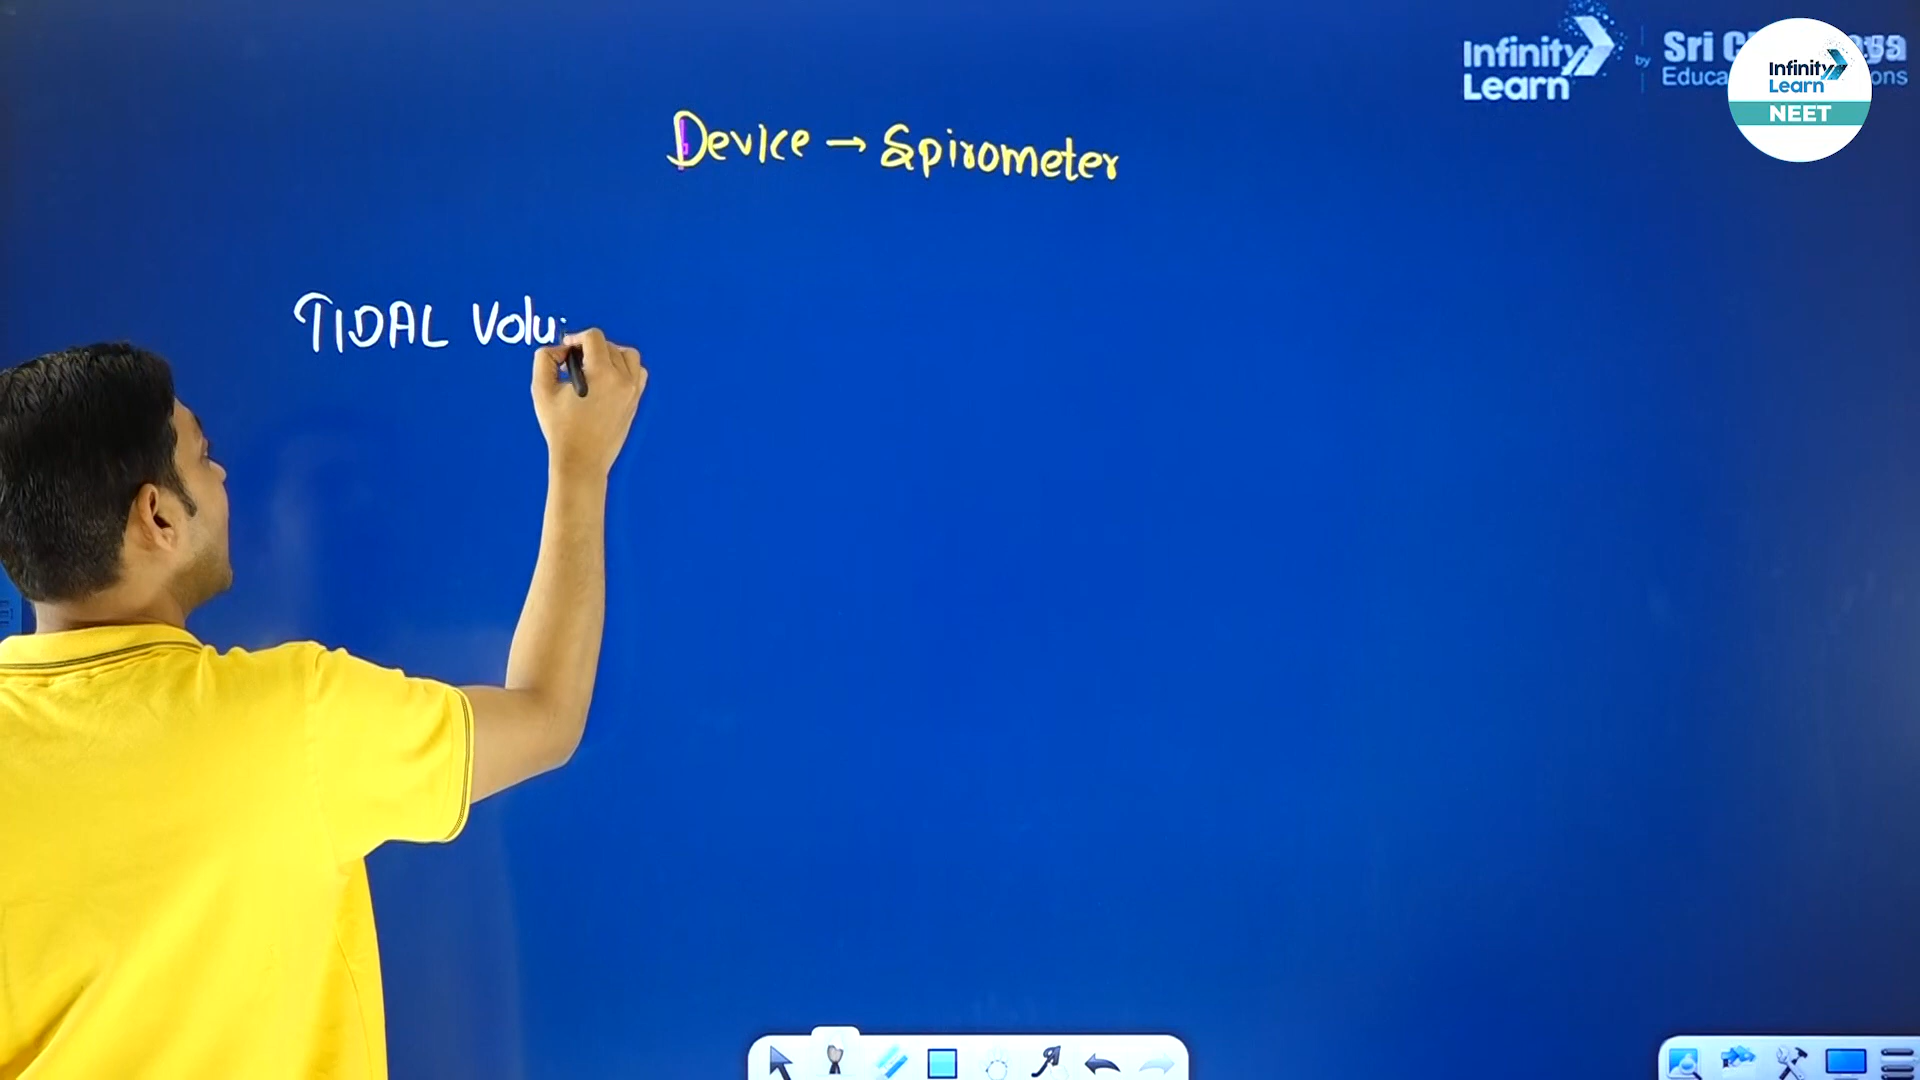 Infinity Learn by Sri
Educa
ons
Infinity
Learn
NEET
Device → Spirometer
TIDAL Volu